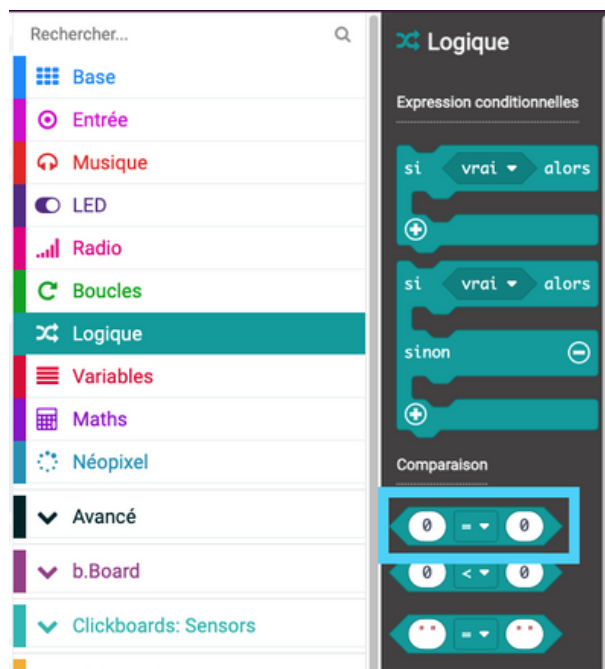 Rechercher...
Base
Entrée
Musique
LED
Radio
Boucles
Logique
Variables
Maths
Néopixel
Avancé
b.Board
Clickboards: Sensors
Logique
Expression conditionnelles
si vrai alors
si vrai alors
sinon
Comparaison
0 = 0
0 < 0
"" = ""